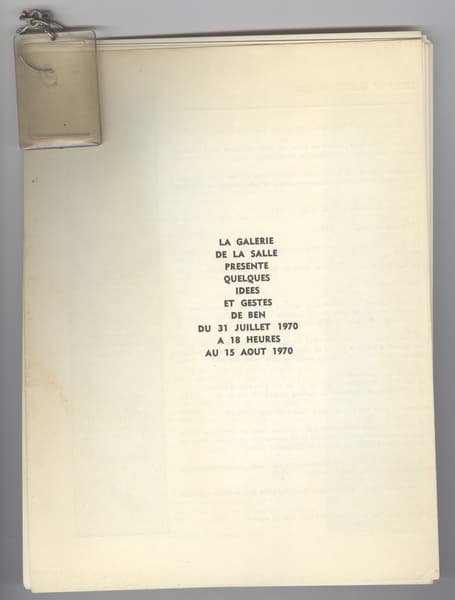 LA GALERIE
DE LA SALLE
PRESENTE
QUELQUES
IDEES
ET GESTES
DE BEN
DU 31 JUILLET 1970
A 18 HEURES
AU 15 AOUT 1970